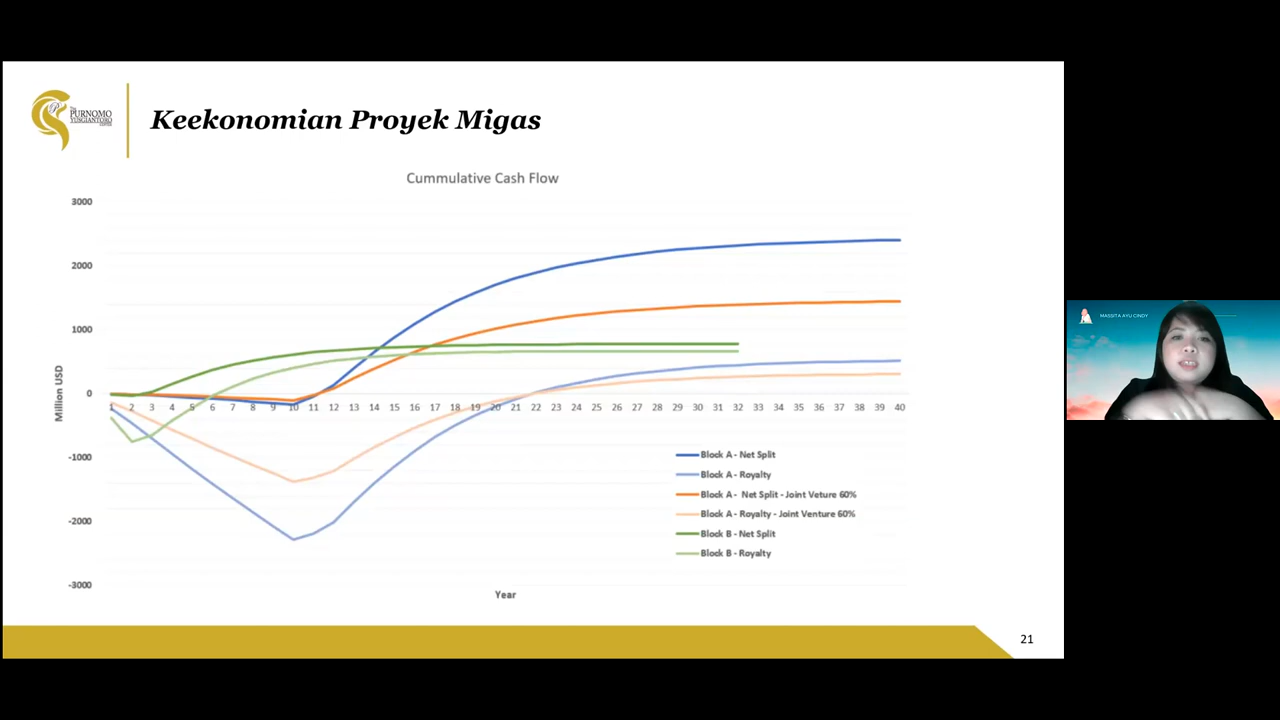 The
PURNOMO
YUSGIANTORO
CENTER
Keekonomian Proyek Migas
Cummulative Cash Flow
3000
2000
1000
0
-1000
-2000
-3000
Million USD
1 2 3 4 5 6 7 8 9 10 11 12 13 14 15 16 17 18 19 20 21 22 23 24 25 26 27 28 29 30 31 32 33 34 35 36 37 38 39 40
Block A - Net Split
Block A - Royalty
Block A - Net Split - Joint Veture 60%
Block A - Royalty - Joint Venture 60%
Block B - Net Split
Block B - Royalty
Year
21
MASSITA AYU CINDY